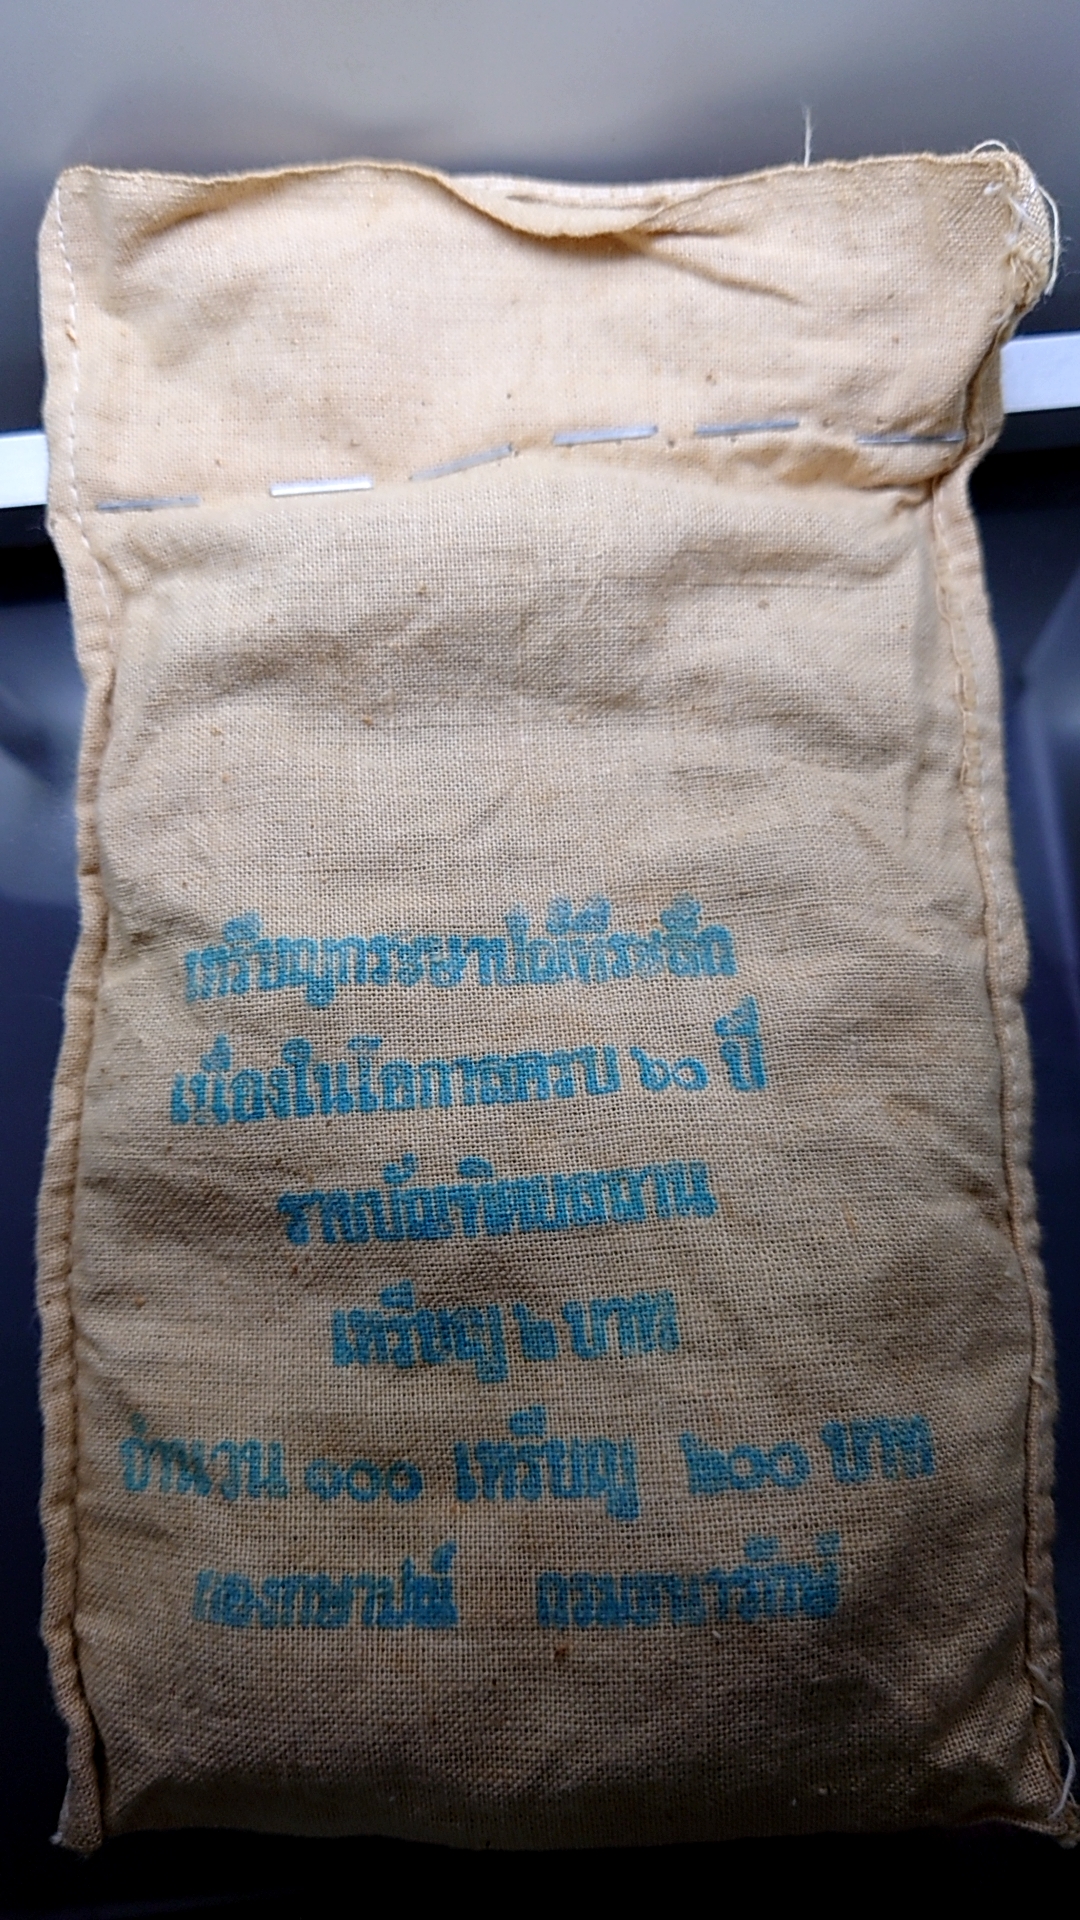 เหรียญกระษาปณ์ที่ระลึก
เนื่องในโอกาสครบ ๖๐ ปี
ราชบัณฑิตยสถาน
เหรียญ ๒ บาท
จำนวน ๑๐๐ เหรียญ ๒๐๐ บาท
กองกษาปณ์ กรมธนารักษ์